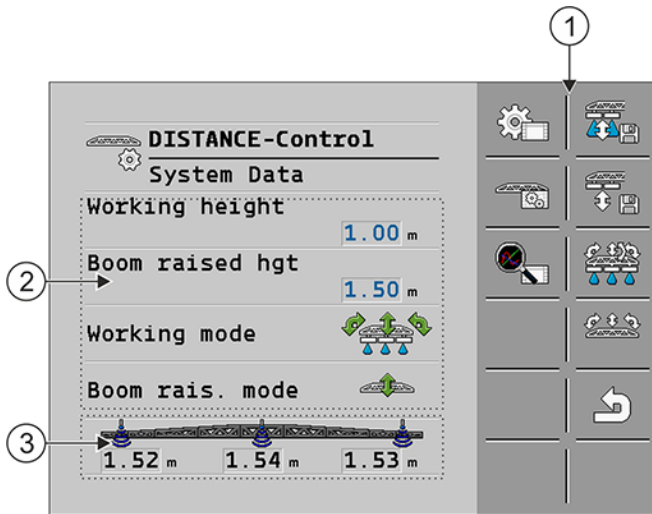 1
DISTANCE-Control
System Data
Working height
1.00 m
Boom raised hgt
1.50 m
2
Working mode
Boom rais. mode
3
1.52 m 1.54 m 1.53 m